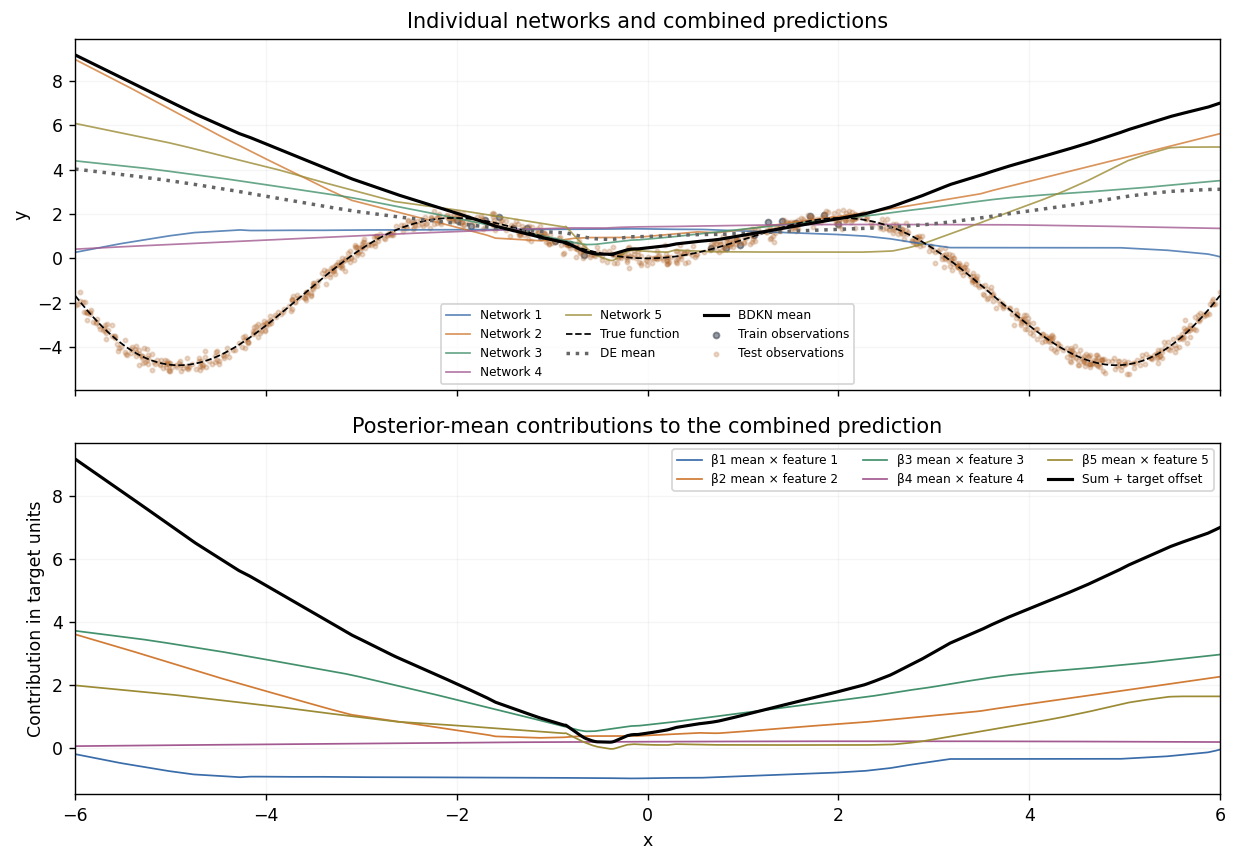 Individual networks and combined predictions
y
8
6
4
2
0
−2
−4
Network 1
Network 2
Network 3
Network 4
Network 5
True function
DE mean
BDKN mean
Train observations
Test observations
Posterior-mean contributions to the combined prediction
Contribution in target units
8
6
4
2
0
β1 mean × feature 1
β2 mean × feature 2
β3 mean × feature 3
β4 mean × feature 4
β5 mean × feature 5
Sum + target offset
−6 −4 −2 0 2 4 6
x